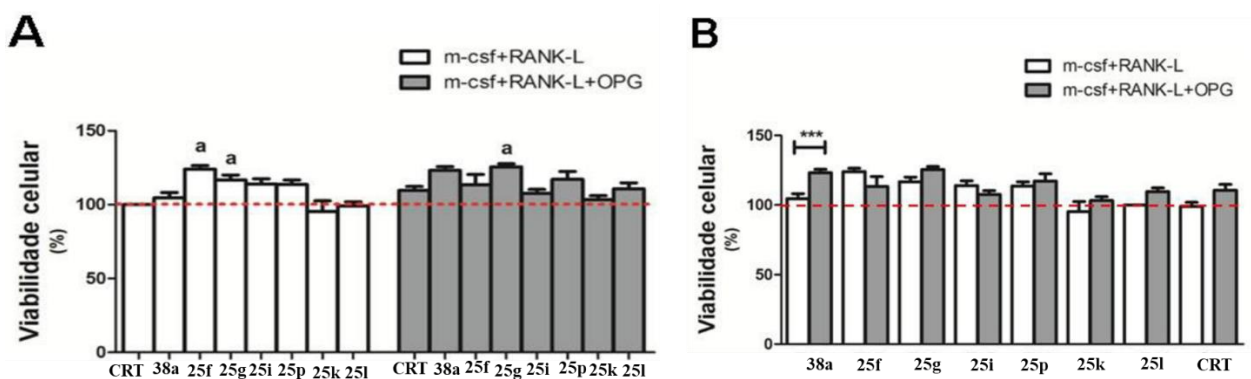 A
m-csf+RANK-L
m-csf+RANK-L+OPG
Viabilidade celular
(%)
150
100
50
0
a
a
a
CRT 38a 25f 25g 25i 25p 25k 25l
CRT 38a 25f 25g 25i 25p 25k 25l
B
m-csf+RANK-L
m-csf+RANK-L+OPG
Viabilidade celular
(%)
150
100
50
0
***
38a 25f 25g 25i 25p 25k 25l CRT